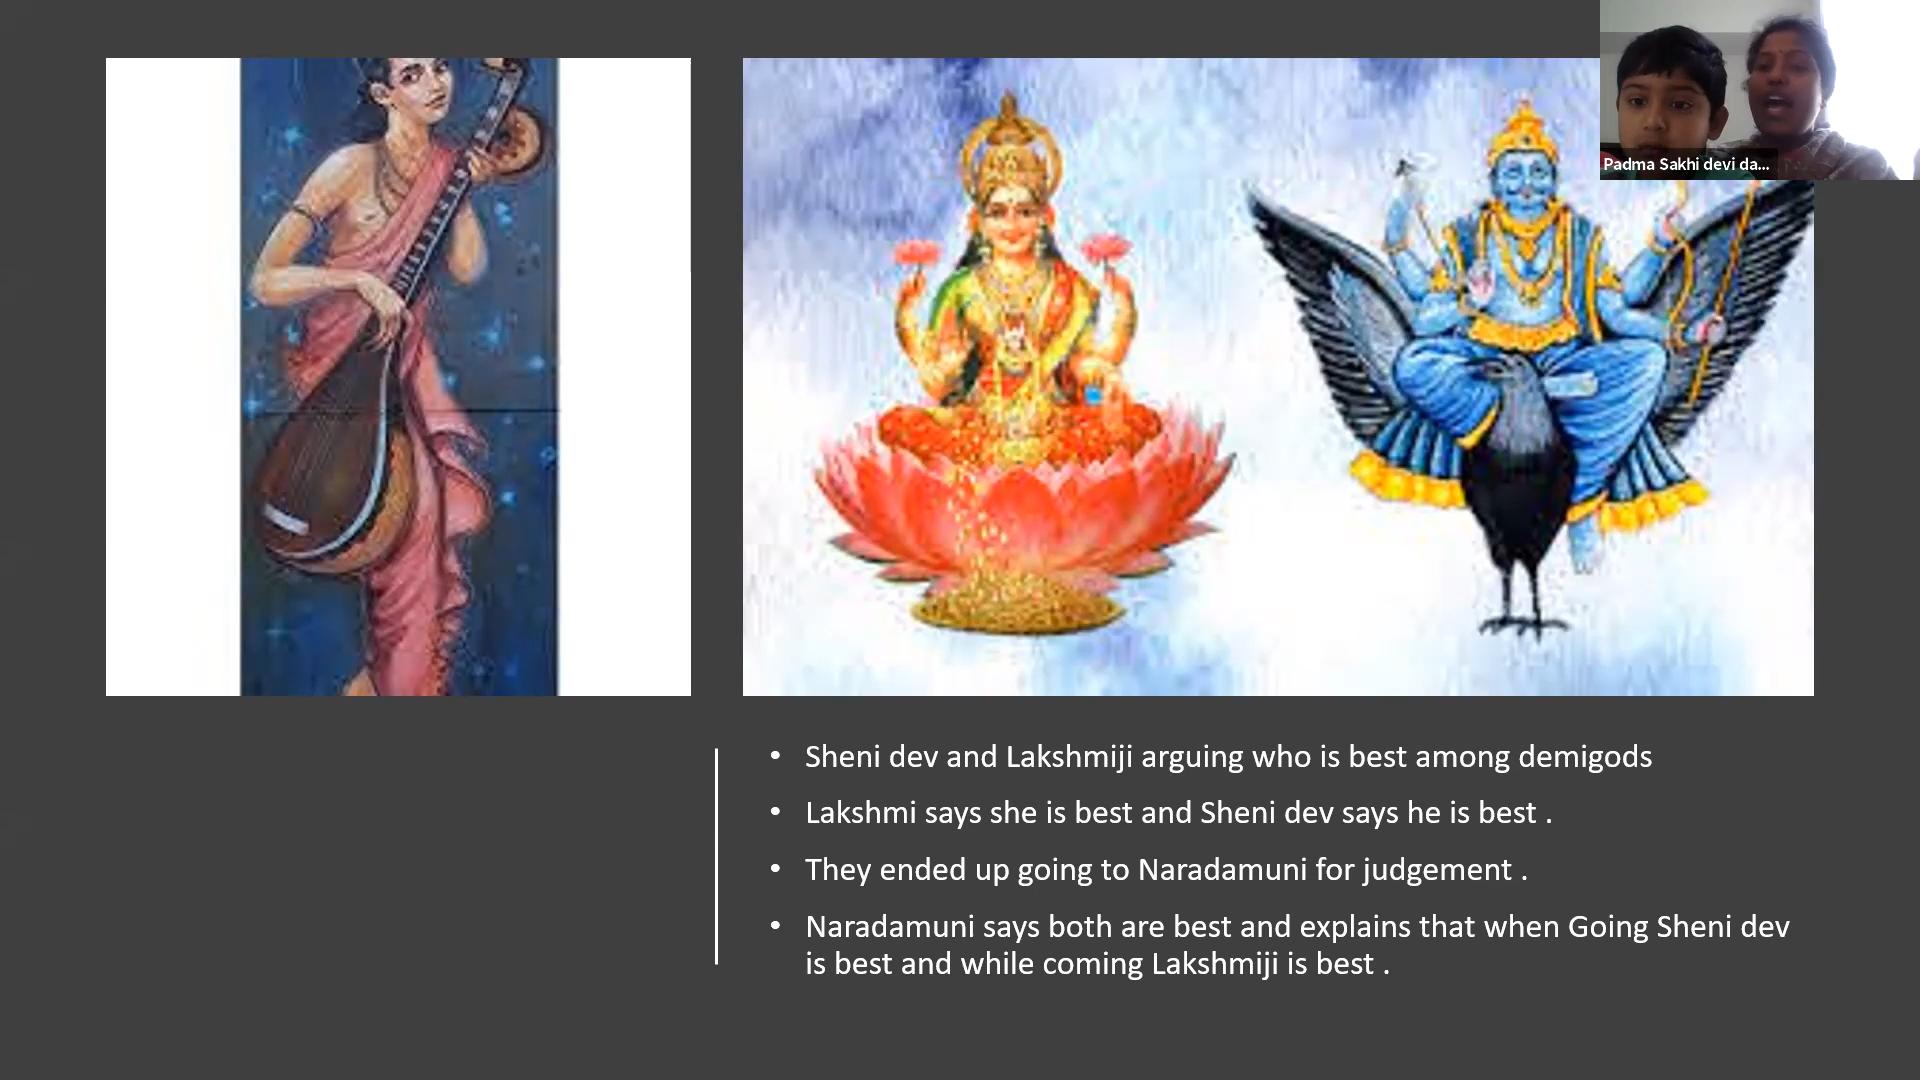 Padma Sakhi devi da...
• Sheni dev and Lakshmiji arguing who is best among demigods
• Lakshmi says she is best and Sheni dev says he is best .
• They ended up going to Naradamuni for judgement .
• Naradamuni says both are best and explains that when Going Sheni dev
is best and while coming Lakshmiji is best .